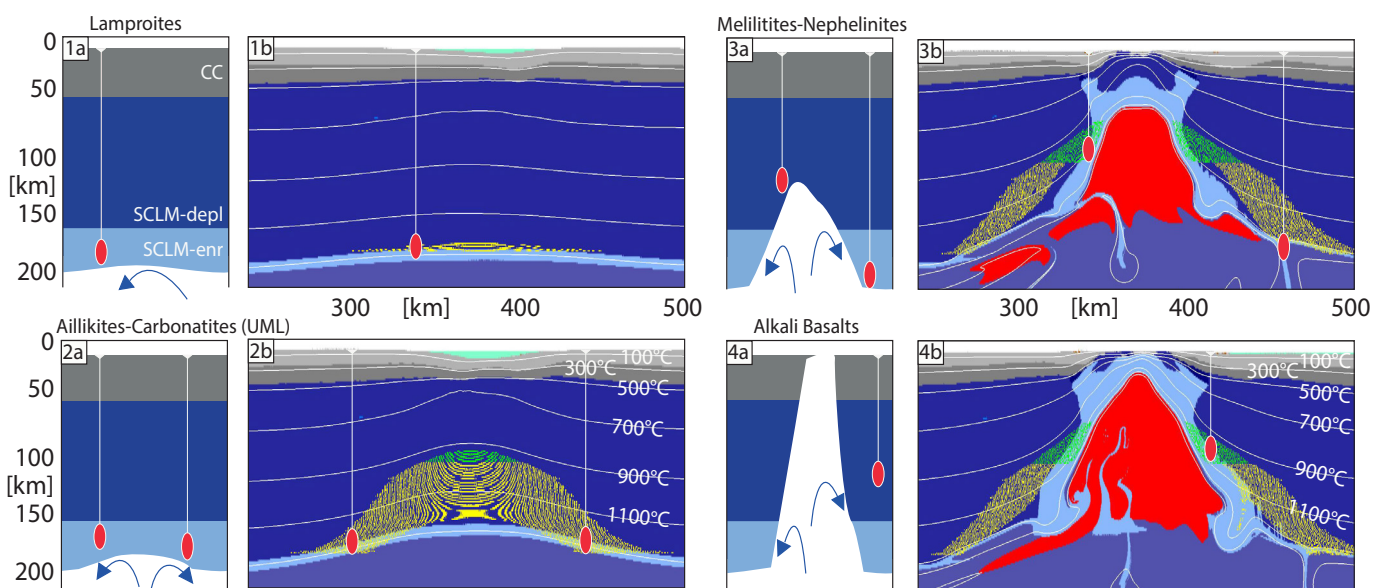 Lamproites
Melilitites-Nephelinites
0
50
100
[km]
150
200
1a
CC
SCLM-depl
SCLM-enr
1b
300 [km] 400 500
3a
3b
300 [km] 400 500
Aillikites-Carbonatites (UML)
Alkali Basalts
0
50
100
[km]
150
200
2a
2b
100°C
300°C
500°C
700°C
900°C
1100°C
4a
4b
100°C
300°C
500°C
700°C
900°C
1100°C